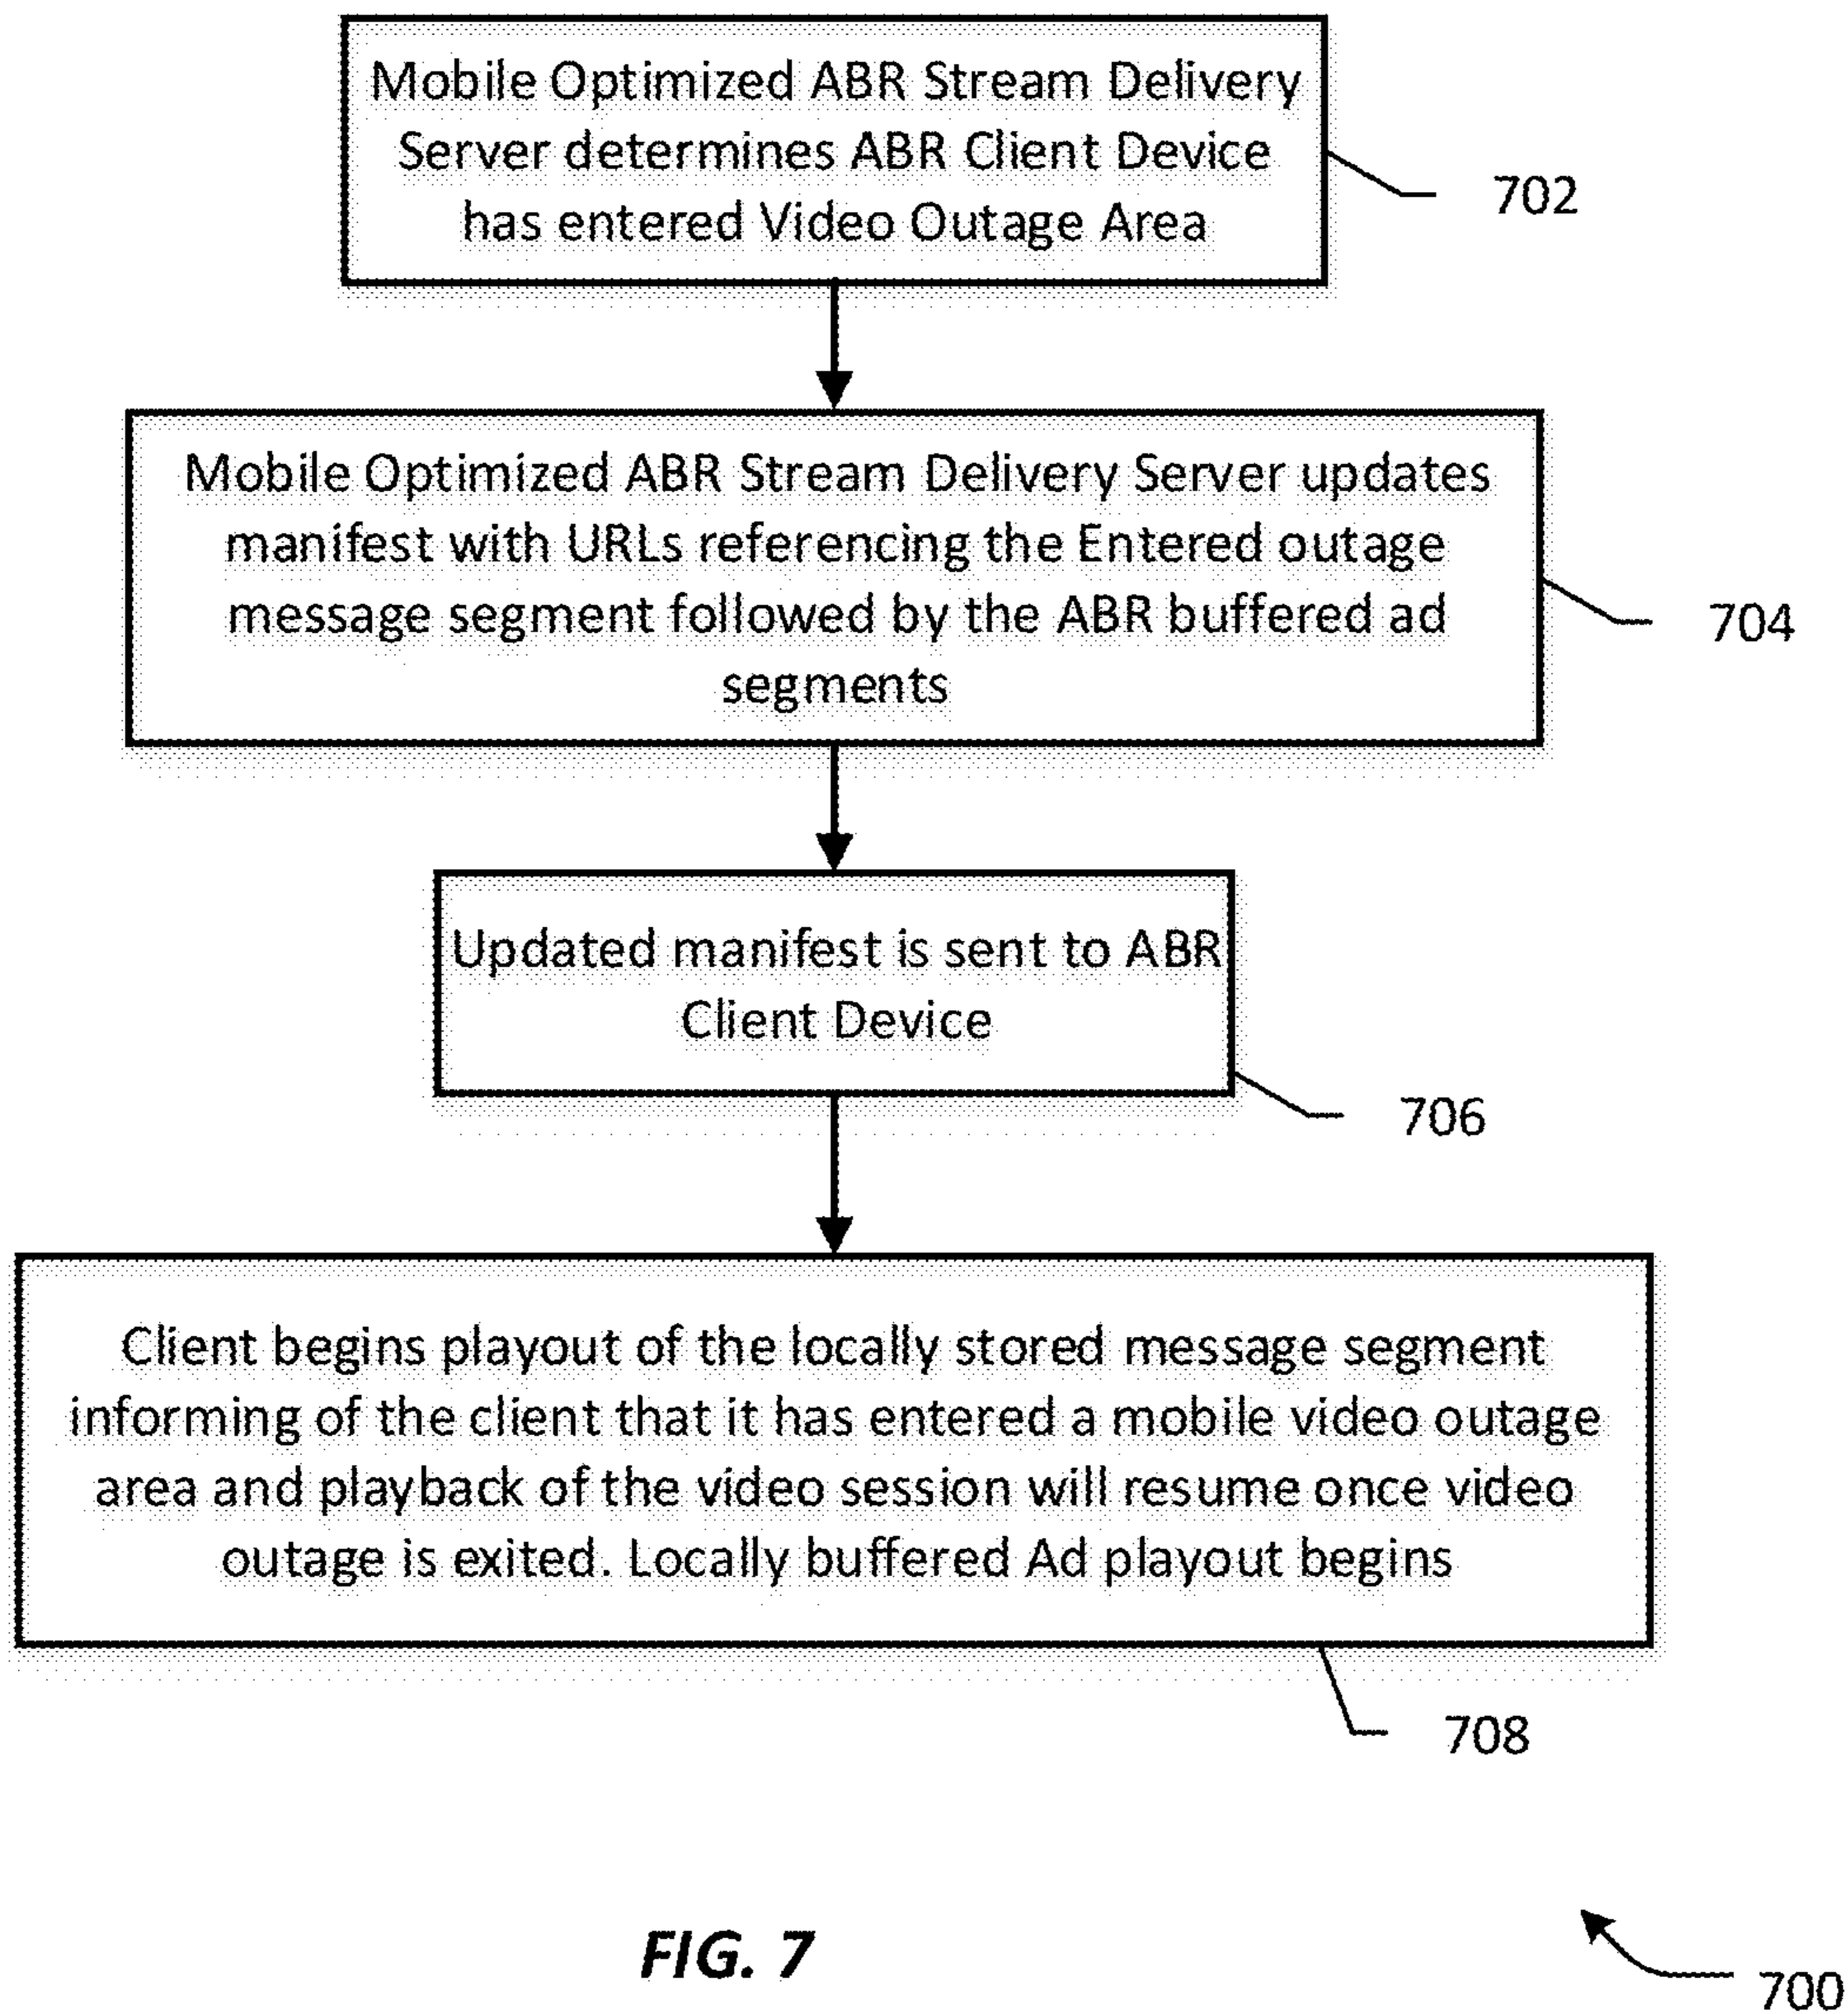 Mobile Optimized ABR Stream Delivery
Server determines ABR Client Device
has entered Video Outage Area
702
Mobile Optimized ABR Stream Delivery Server updates
manifest with URLs referencing the Entered outage
message segment followed by the ABR buffered ad
segments
704
Updated manifest is sent to ABR
Client Device
706
Client begins playout of the locally stored message segment
informing of the client that it has entered a mobile video outage
area and playback of the video session will resume once video
outage is exited. Locally buffered Ad playout begins
708
FIG. 7
700